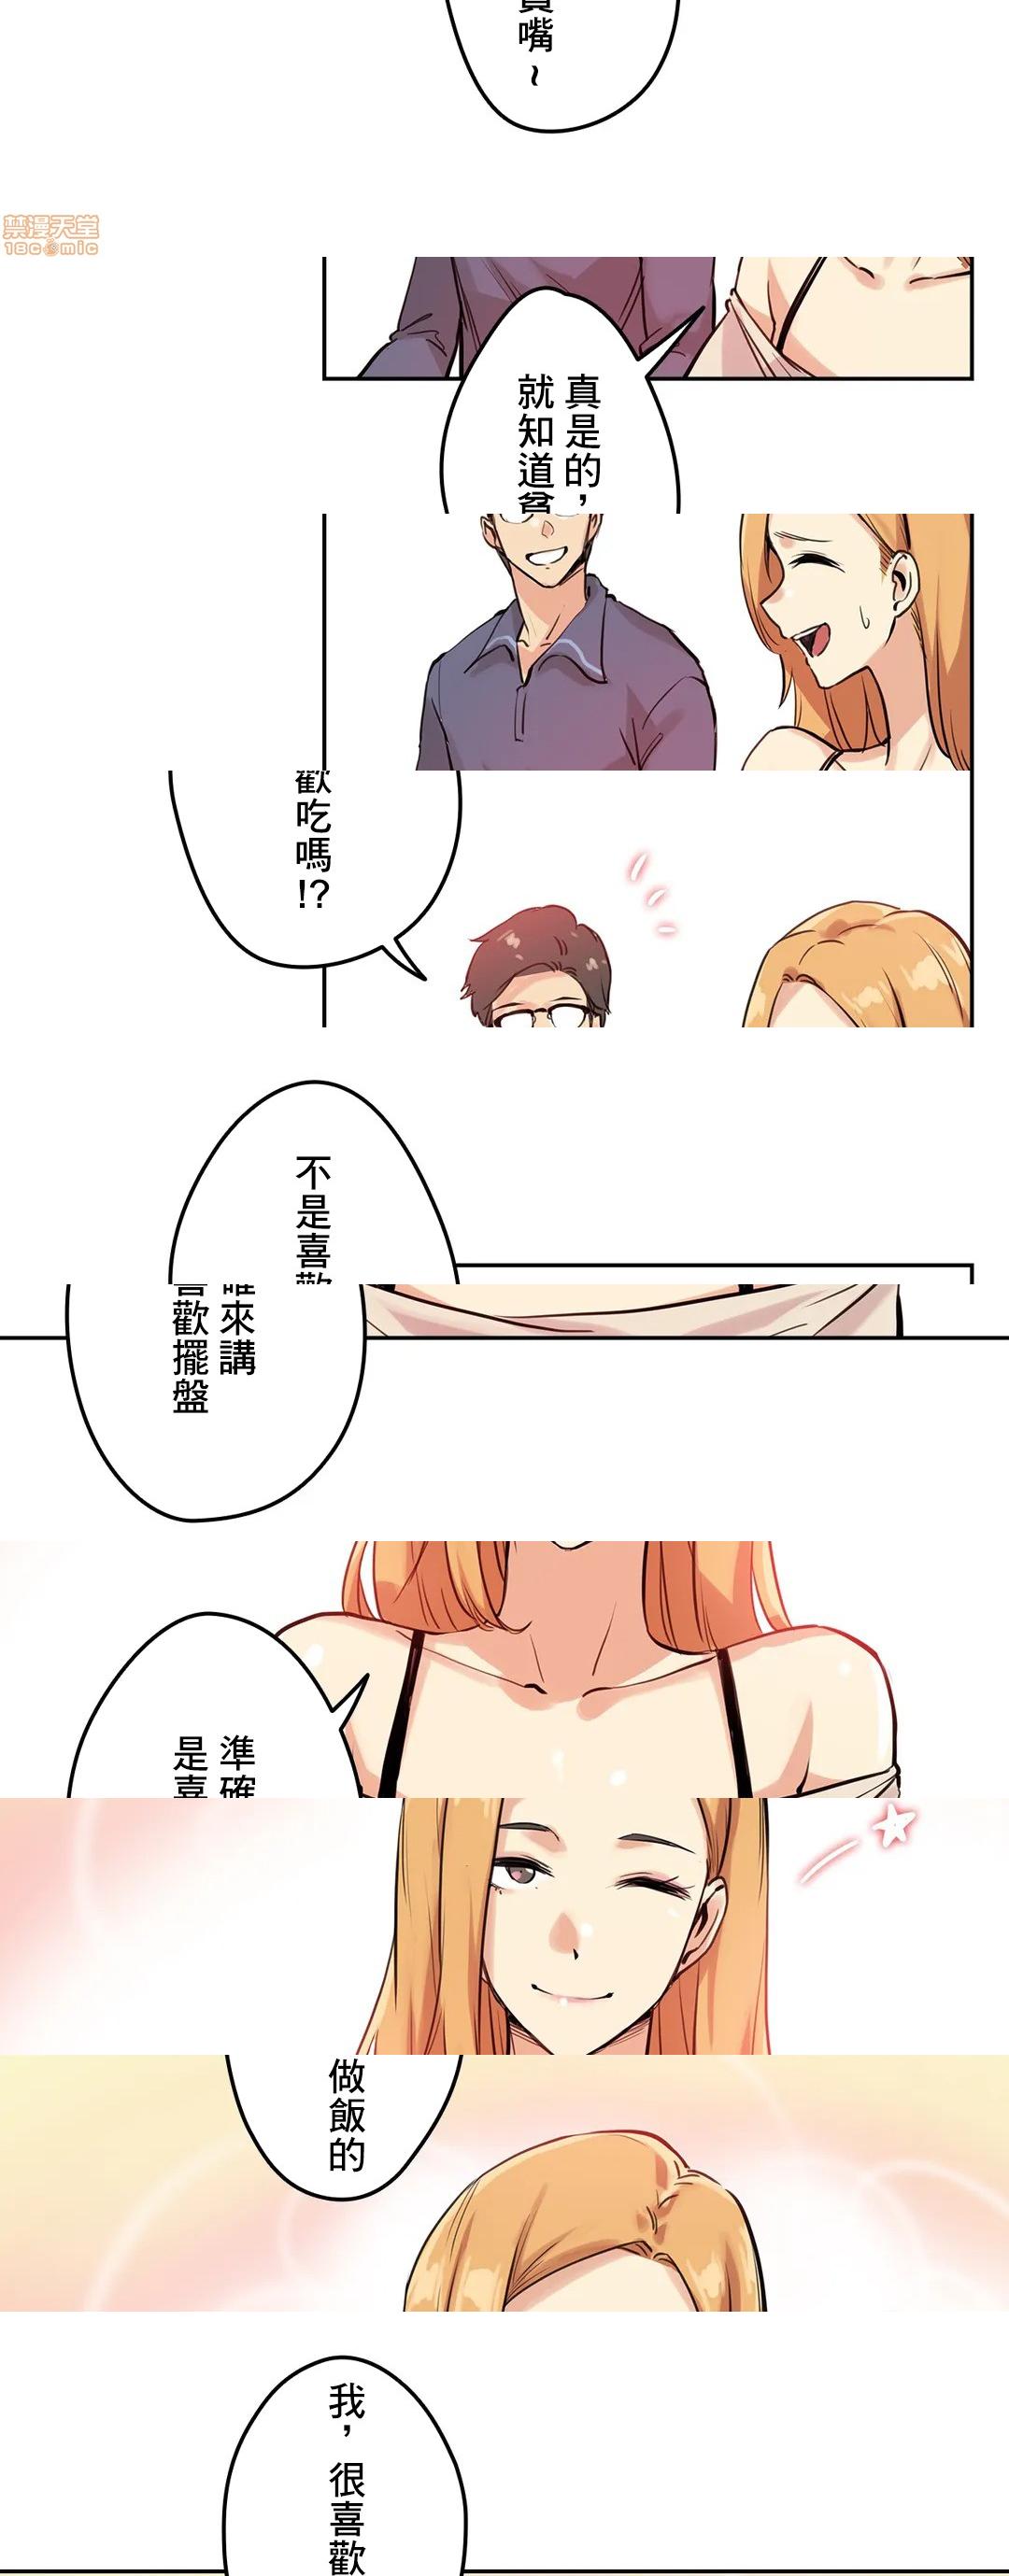 嘴~
禁漫天堂
18comic
真是的，
就知道
歡吃嗎!?
不是喜歡
來講
歡擺盤
準確
是喜
做飯的
我，很喜歡